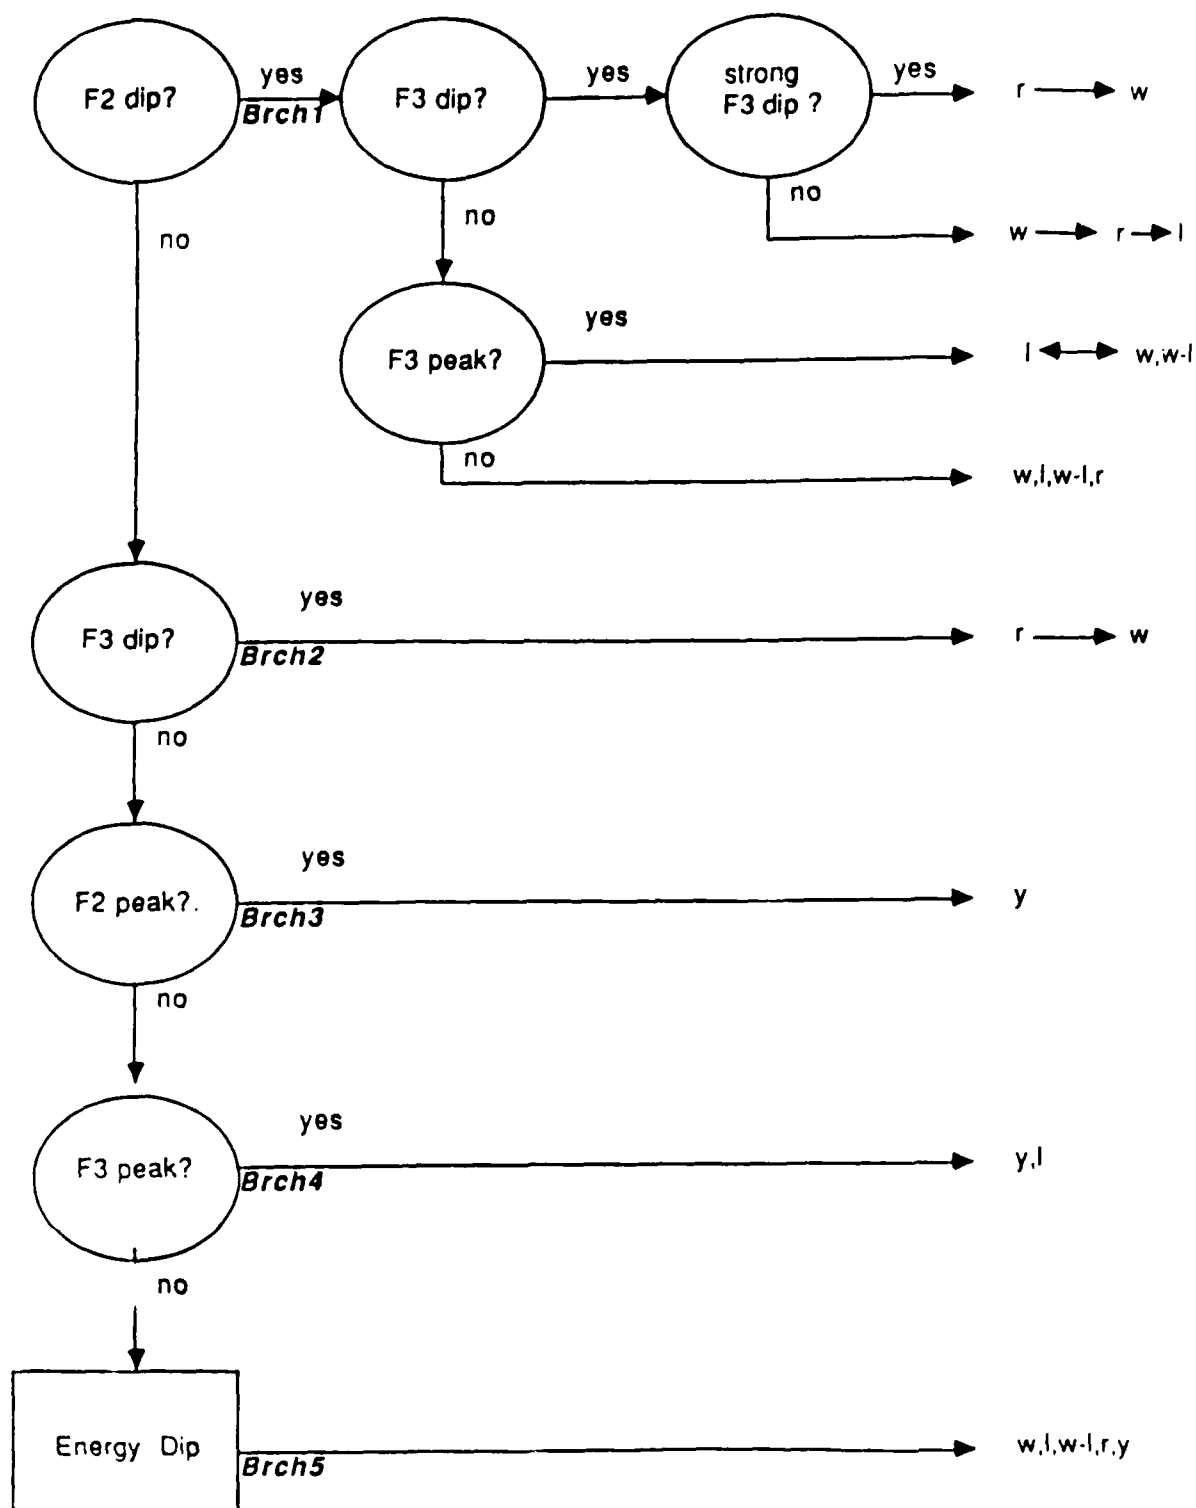 F2 dip?
yes
Brch1
F3 dip?
yes
strong
F3 dip ?
yes
r w
no
no
no
w r l
F3 peak?
yes
l w,w-l
no
w,l,w-l,r
F3 dip?
yes
Brch2
r w
no
F2 peak?.
yes
Brch3
y
no
F3 peak?
yes
Brch4
y,l
no
Energy Dip
Brch5
w,l,w-l,r,y